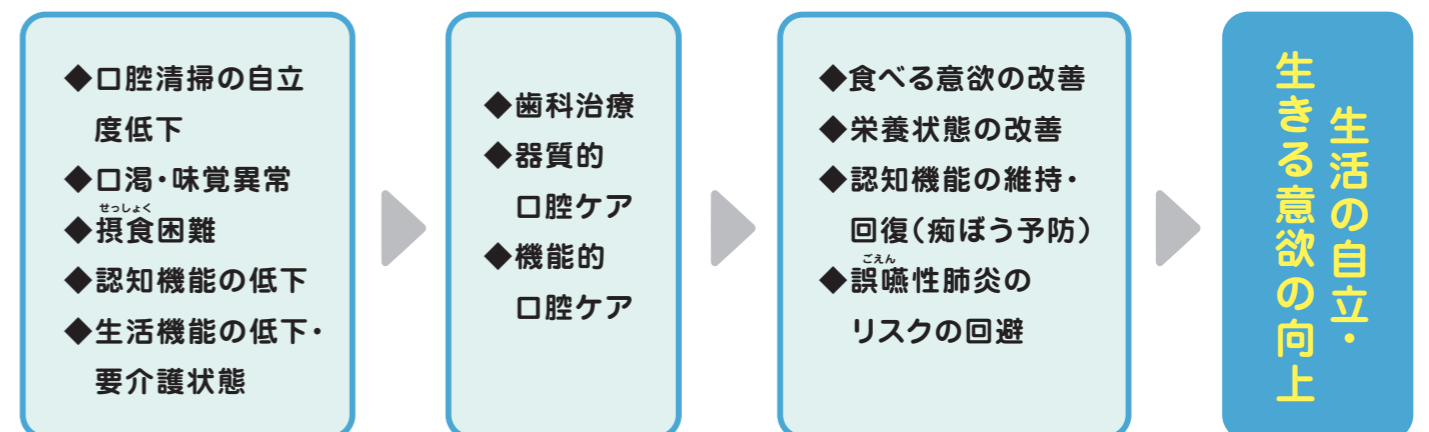 ◆口腔清掃の自立
度低下
◆口渇・味覚異常
せっしょく
◆摂食困難
◆認知機能の低下
◆生活機能の低下・
要介護状態
◆歯科治療
◆器質的
口腔ケア
◆機能的
口腔ケア
◆食べる意欲の改善
◆栄養状態の改善
◆認知機能の維持・
回復（痴ぼう予防）
ごえん
◆誤嚥性肺炎の
リスクの回避
生活の自立・
生きる意欲の向上